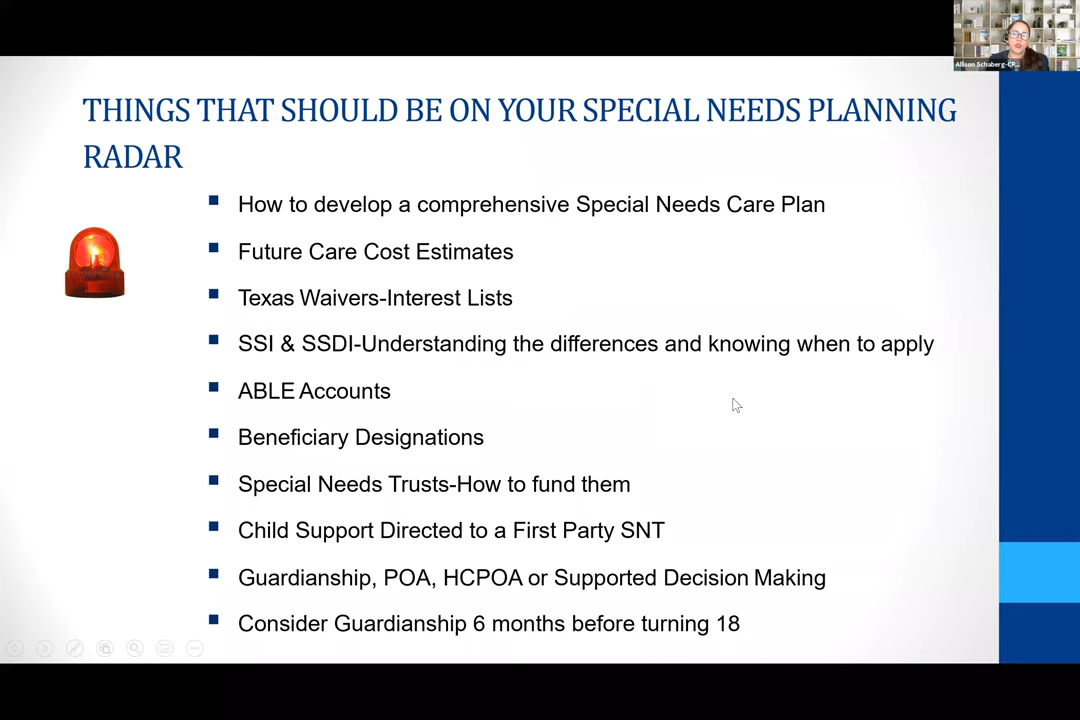 Allison Schaberg-CP...
THINGS THAT SHOULD BE ON YOUR SPECIAL NEEDS PLANNING
RADAR
How to develop a comprehensive Special Needs Care Plan
Future Care Cost Estimates
Texas Waivers-Interest Lists
SSI & SSDI-Understanding the differences and knowing when to apply
ABLE Accounts
Beneficiary Designations
Special Needs Trusts-How to fund them
Child Support Directed to a First Party SNT
Guardianship, POA, HCPOA or Supported Decision Making
Consider Guardianship 6 months before turning 18